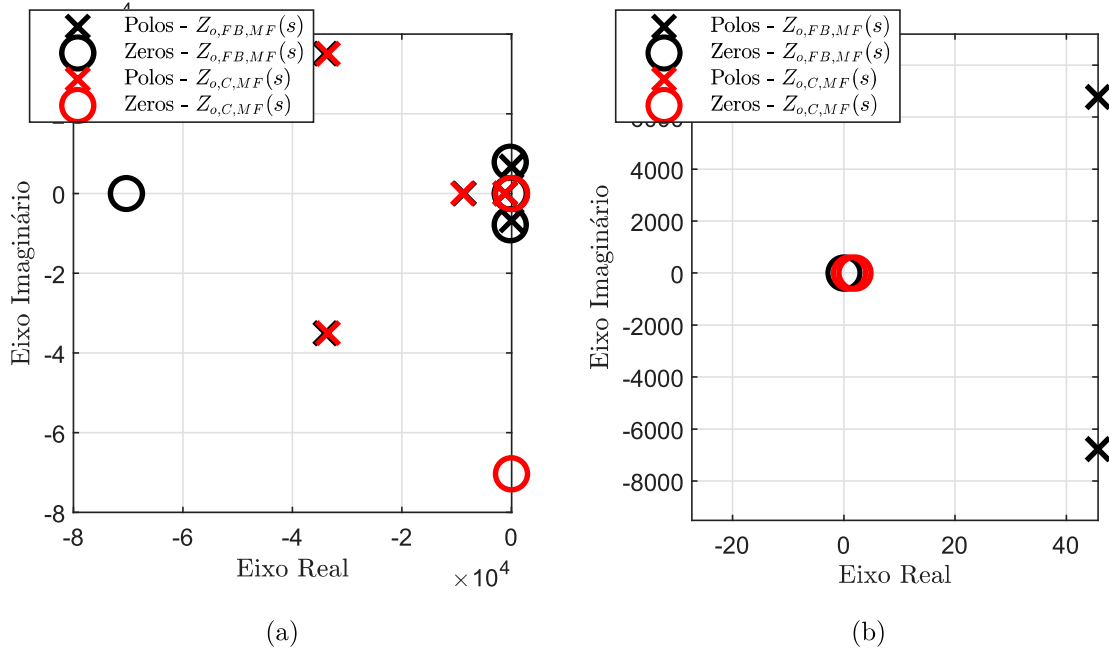 4
Polos - Z_{o,FB,MF}(s)
Zeros - Z_{o,FB,MF}(s)
Polos - Z_{o,C,MF}(s)
Zeros - Z_{o,C,MF}(s)
0
-2
-4
-6
-8
Eixo Imaginário
-8 -6 -4 -2 0
Eixo Real
×10^4
(a)
Polos - Z_{o,FB,MF}(s)
Zeros - Z_{o,FB,MF}(s)
Polos - Z_{o,C,MF}(s)
Zeros - Z_{o,C,MF}(s)
6000
4000
2000
0
-2000
-4000
-6000
-8000
Eixo Imaginário
-20 0 20 40
Eixo Real
(b)